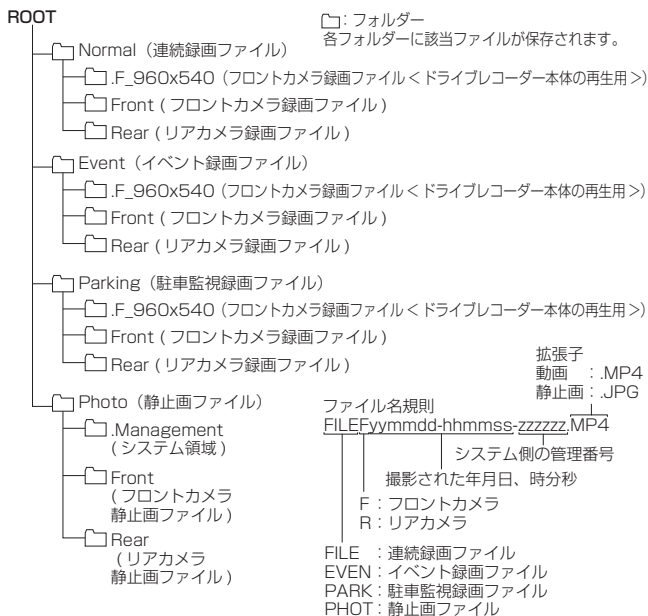 ROOT
: フォルダー
各フォルダーに該当ファイルが保存されます。
Normal（連続録画ファイル）
.F_960x540（フロントカメラ録画ファイル<ドライブレコーダー本体の再生用>）
Front ( フロントカメラ録画ファイル )
Rear ( リアカメラ録画ファイル )
Event（イベント録画ファイル）
.F_960x540（フロントカメラ録画ファイル<ドライブレコーダー本体の再生用>）
Front ( フロントカメラ録画ファイル )
Rear ( リアカメラ録画ファイル )
Parking（駐車監視録画ファイル）
.F_960x540（フロントカメラ録画ファイル<ドライブレコーダー本体の再生用>）
Front ( フロントカメラ録画ファイル )
Rear ( リアカメラ録画ファイル )
Photo（静止画ファイル）
.Management
( システム領域 )
Front
( フロントカメラ
静止画ファイル )
Rear
( リアカメラ
静止画ファイル )
拡張子
動画　：.MP4
静止画：.JPG
ファイル名規則
FILEFyymmdd-hhmmss-zzzzzz.MP4
システム側の管理番号
撮影された年月日、時分秒
F：フロントカメラ
R：リアカメラ
FILE　：連続録画ファイル
EVEN：イベント録画ファイル
PARK：駐車監視録画ファイル
PHOT：静止画ファイル